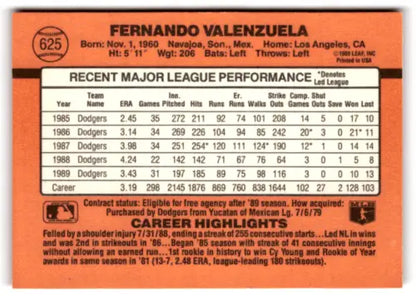 625
FERNANDO VALENZUELA
Born: Nov. 1, 1960 Navajoa, Son., Mex. Home: Los Angeles, CA
Ht: 5' 11" Wgt: 206 Bats: Left Throws: Left
©1989 LEAF, INC
Printed in USA
RECENT MAJOR LEAGUE PERFORMANCE *Denotes Led League
Year Team ERA Games Inn. Pitched Hits Runs Er. Runs Walks Strike Outs Comp. Games Shut Outs Save Won Lost
1985 Dodgers 2.45 35 272 211 92 74 101 208 14 5 0 17 10
1986 Dodgers 3.14 34 269 226 104 94 85 242 20* 3 0 21* 11
1987 Dodgers 3.98 34 251 254* 120 111 124* 190 12* 1 0 14 14
1988 Dodgers 4.24 23 142 142 71 67 76 64 3 0 1 5 8
1989 Dodgers 3.43 31 197 185 89 75 98 116 3 0 0 10 13
Career 3.19 298 2145 1876 869 760 838 1644 102 27 2 128 103
Contract status: Eligible for free agency after '89 season. How acquired:
Purchased by Dodgers from Yucatan of Mexican Lg. 7/6/79
CAREER HIGHLIGHTS
Felled by a shoulder injury 7/31/88, ending a streak of 255 consecutive starts... Led NL in wins
and was 2nd in strikeouts in '86... Began '85 season with streak of 41 consecutive innings
without allowing an earned run... 1st rookie in history to win Cy Young and Rookie of Year
awards in same season in '81 (13-7, 2.48 ERA, league-leading 180 strikeouts).